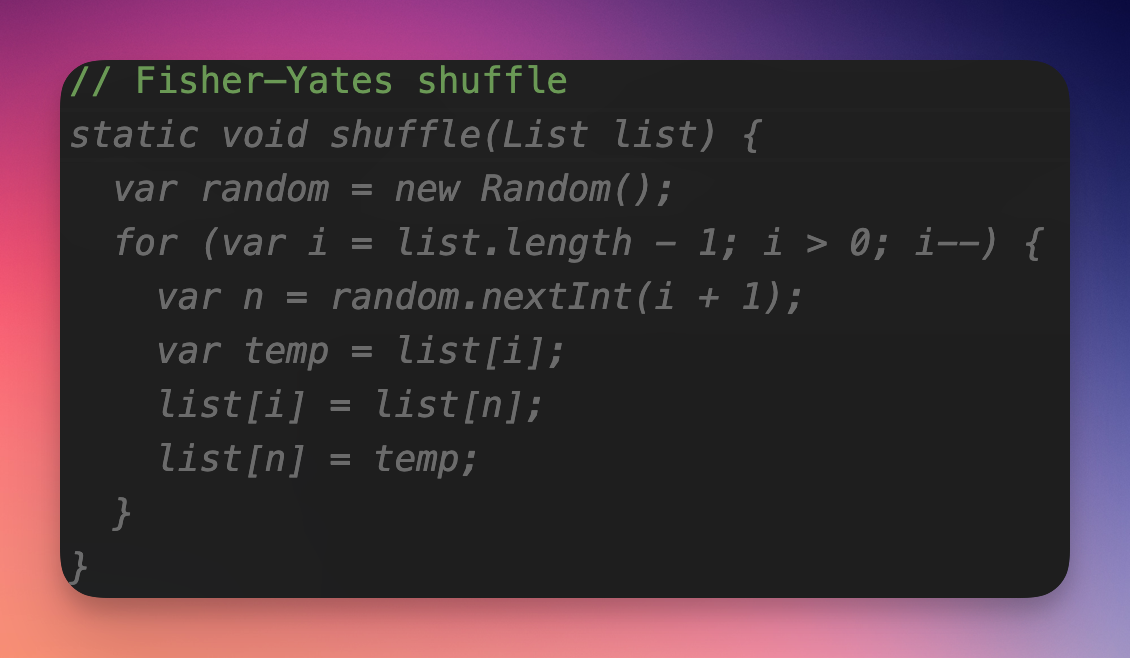 // Fisher–Yates shuffle
static void shuffle(List list) {
  var random = new Random();
  for (var i = list.length - 1; i > 0; i--) {
    var n = random.nextInt(i + 1);
    var temp = list[i];
    list[i] = list[n];
    list[n] = temp;
  }
}